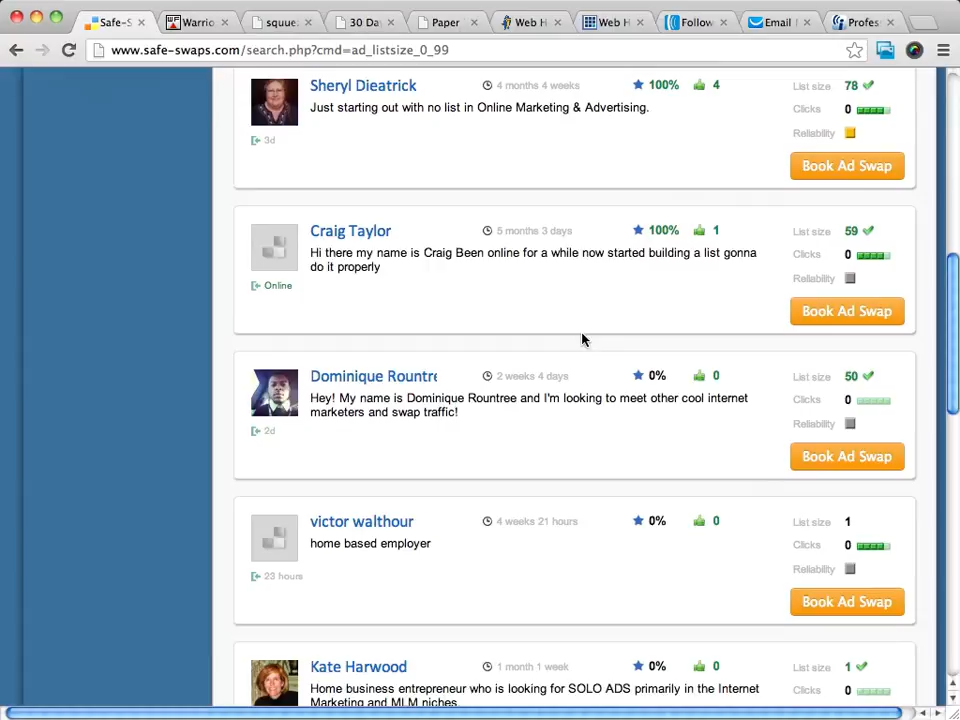 Safe-S
Warrio
squee
30 Da
Paper
Web H
Web H
Follow
Email
Profes
www.safe-swaps.com/search.php?cmd=ad_listsize_0_99
Sheryl Dieatrick
4 months 4 weeks
100%
4
List size 78
Just starting out with no list in Online Marketing & Advertising.
Clicks 0
3d
Reliability
Book Ad Swap
Craig Taylor
5 months 3 days
100%
1
List size 59
Hi there my name is Craig Been online for a while now started building a list gonna
do it properly
Clicks 0
Online
Reliability
Book Ad Swap
Dominique Rountre
2 weeks 4 days
0%
0
List size 50
Hey! My name is Dominique Rountree and I'm looking to meet other cool internet
marketers and swap traffic!
Clicks 0
2d
Reliability
Book Ad Swap
victor walthour
4 weeks 21 hours
0%
0
List size 1
home based employer
Clicks 0
23 hours
Reliability
Book Ad Swap
Kate Harwood
1 month 1 week
0%
0
List size 1
Home business entrepreneur who is looking for SOLO ADS primarily in the Internet
Marketing and MLM niches.
Clicks 0